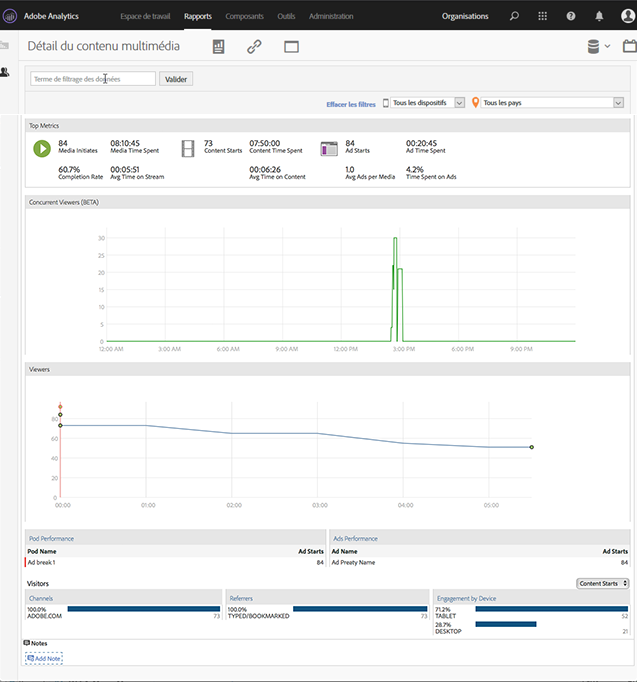 Adobe Analytics Espace de travail Rapports Composants Outils Administration Organisations
Détail du contenu multimédia
Terme de filtrage des données Valider
Effacer les filtres Tous les dispositifs Tous les pays
Top Metrics
84 08:10:45 73 07:50:00 84 00:20:45
Media Initiates Media Time Spent Content Starts Content Time Spent Ad Starts Ad Time Spent
60.7% 00:05:51 00:06:26 1.0 4.2%
Completion Rate Avg Time on Stream Avg Time on Content Avg Ads per Media Time Spent on Ads
Concurrent Viewers (BETA)
30
25
20
15
10
5
0
12:00 AM 3:00 AM 6:00 AM 9:00 AM 12:00 PM 3:00 PM 6:00 PM 9:00 PM
Viewers
80
60
40
20
0
00:00 01:00 02:00 03:00 04:00 05:00
Pod Performance Ads Performance
Pod Name Ad Starts Ad Name Ad Starts
Ad break 1 84 Ad Preaty Name 84
Visitors Content Starts
Channels Referrers Engagement by Device
100.0% 100.0% 71.2%
ADOBE.COM 73 TYPED/BOOKMARKED 73 TABLET 52
28.7%
DESKTOP 21
Notes
Add Note